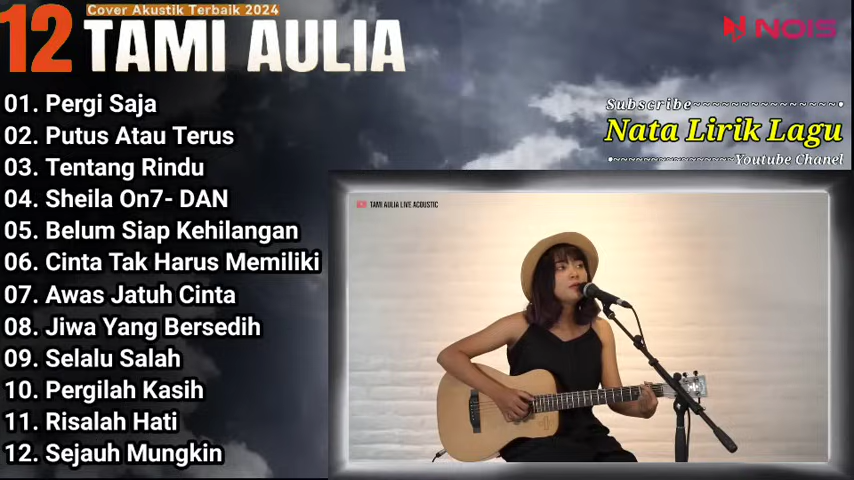 Cover Akustik Terbaik 2024
12 TAMI AULIA
NOIS
01. Pergi Saja
02. Putus Atau Terus
03. Tentang Rindu
04. Sheila On7- DAN
05. Belum Siap Kehilangan
06. Cinta Tak Harus Memiliki
07. Awas Jatuh Cinta
08. Jiwa Yang Bersedih
09. Selalu Salah
10. Pergilah Kasih
11. Risalah Hati
12. Sejauh Mungkin
Subscribe~~~~~~~~~~~~~~~•
Nata Lirik Lagu
•~~~~~~~~~~~~~~~Youtube Chanel
TAMI AULIA LIVE ACOUSTIC